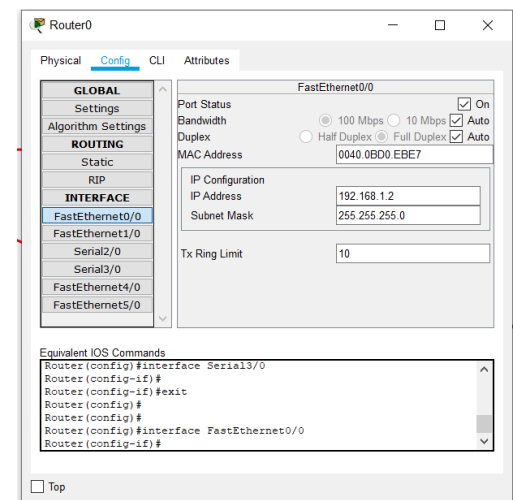 Router0
Physical Config CLI Attributes
GLOBAL
Settings
Algorithm Settings
ROUTING
Static
RIP
INTERFACE
FastEthernet0/0
FastEthernet1/0
Serial2/0
Serial3/0
FastEthernet4/0
FastEthernet5/0
FastEthernet0/0
Port Status On
Bandwidth 100 Mbps 10 Mbps Auto
Duplex Half Duplex Full Duplex Auto
MAC Address 0040.0BD0.EBE7
IP Configuration
IP Address 192.168.1.2
Subnet Mask 255.255.255.0
Tx Ring Limit 10
Equivalent IOS Commands
Router(config)#interface Serial3/0
Router(config-if)#
Router(config-if)#exit
Router(config)#
Router(config)#
Router(config)#interface FastEthernet0/0
Router(config-if)#
Top